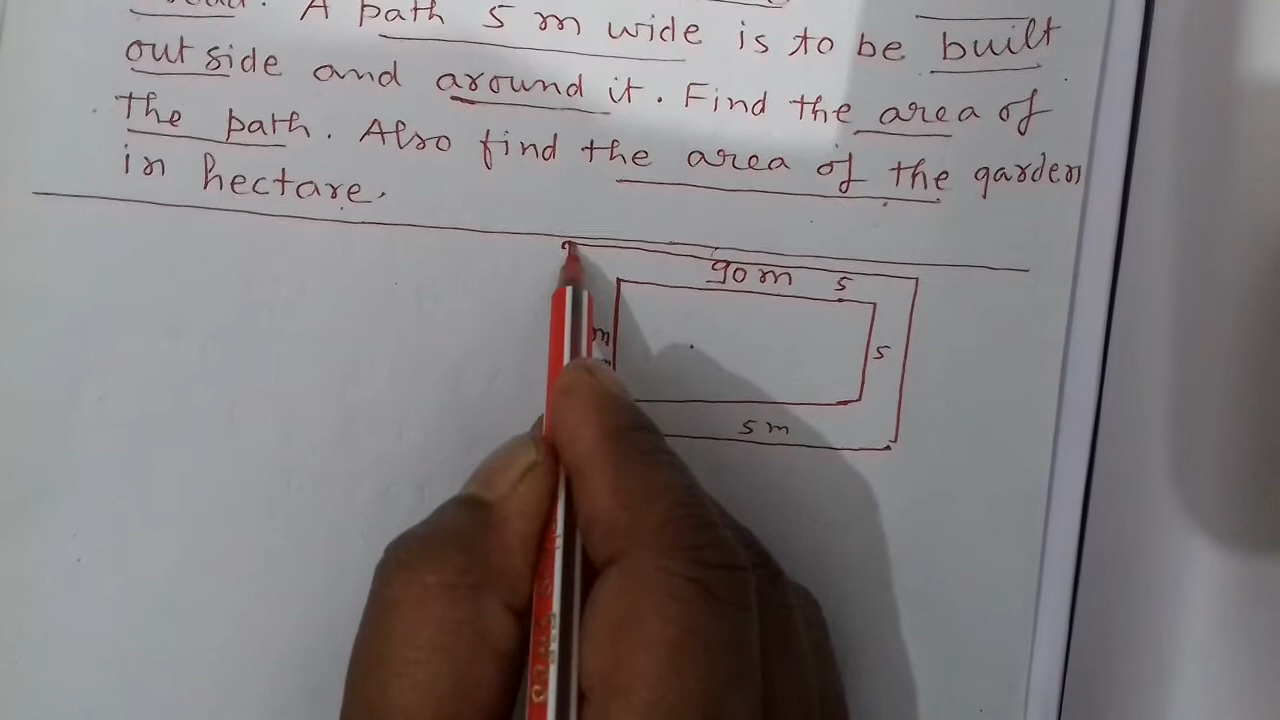 A path 5 m wide is to be built
out side and around it. Find the area of
the path. Also find the area of the garden
in hectare.
90 m 5
m
5
5 m